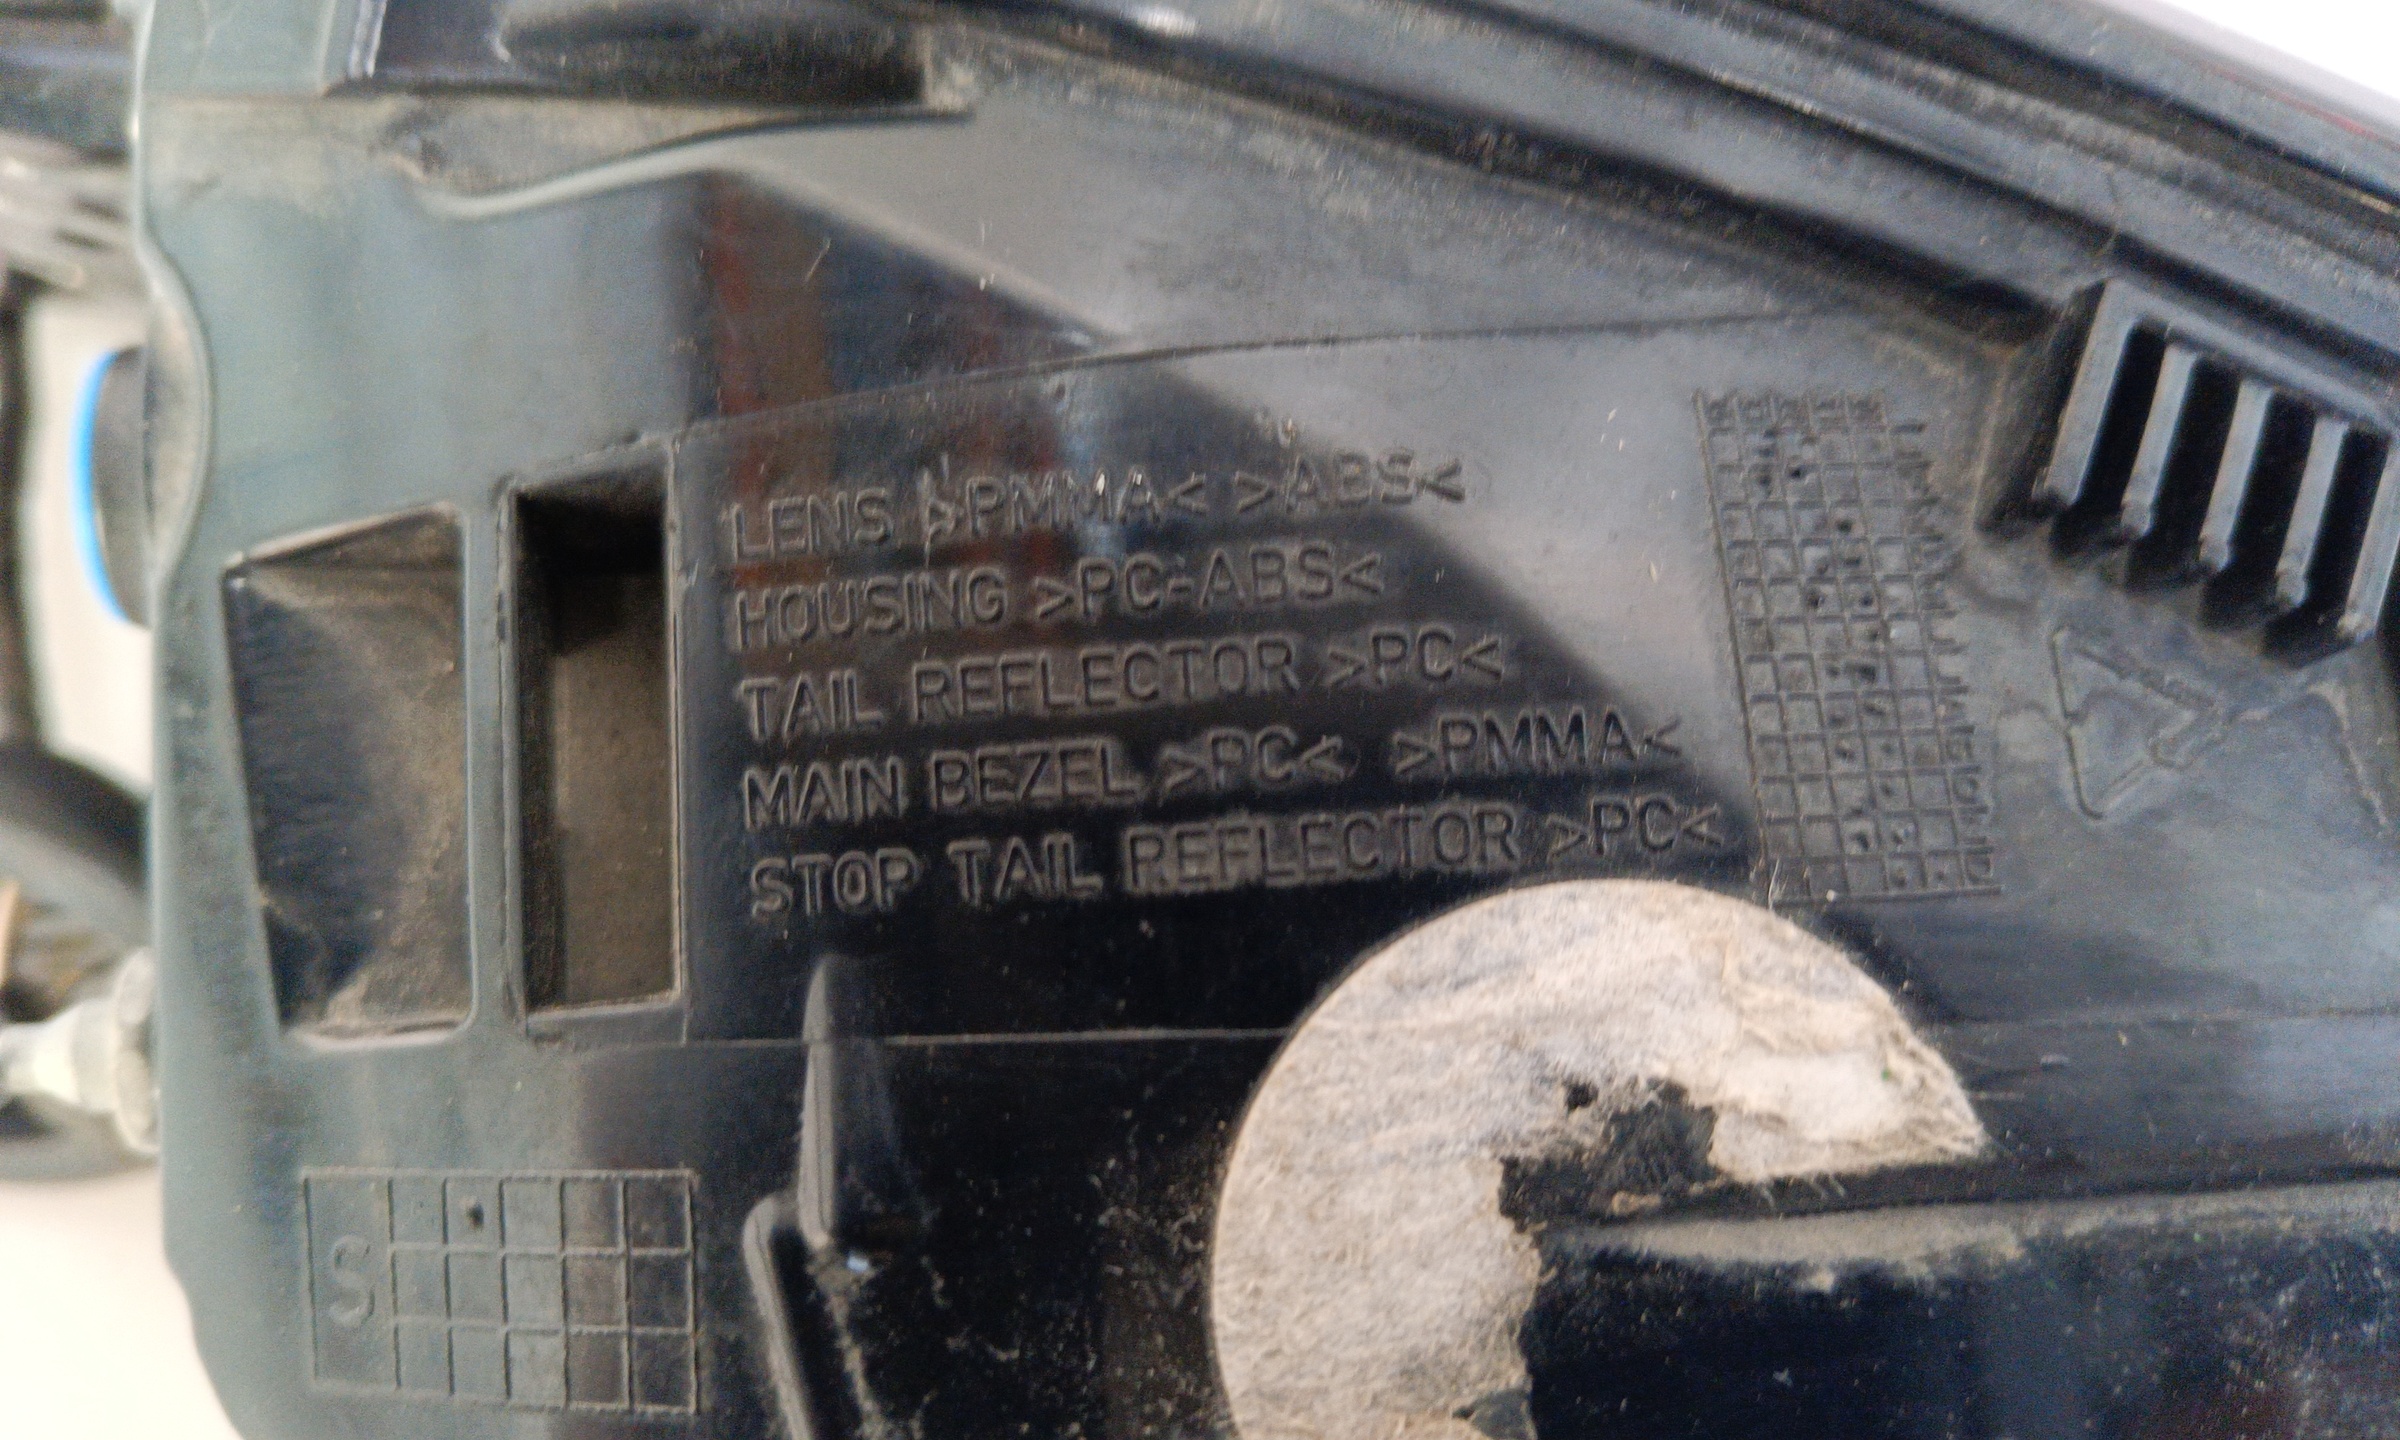 LENS >PMMA< >ABS<
HOUSING >PC-ABS<
TAIL REFLECTOR >PC<
MAIN BEZEL >PC< >PMMA<
STOP TAIL REFLECTOR >PC<
S